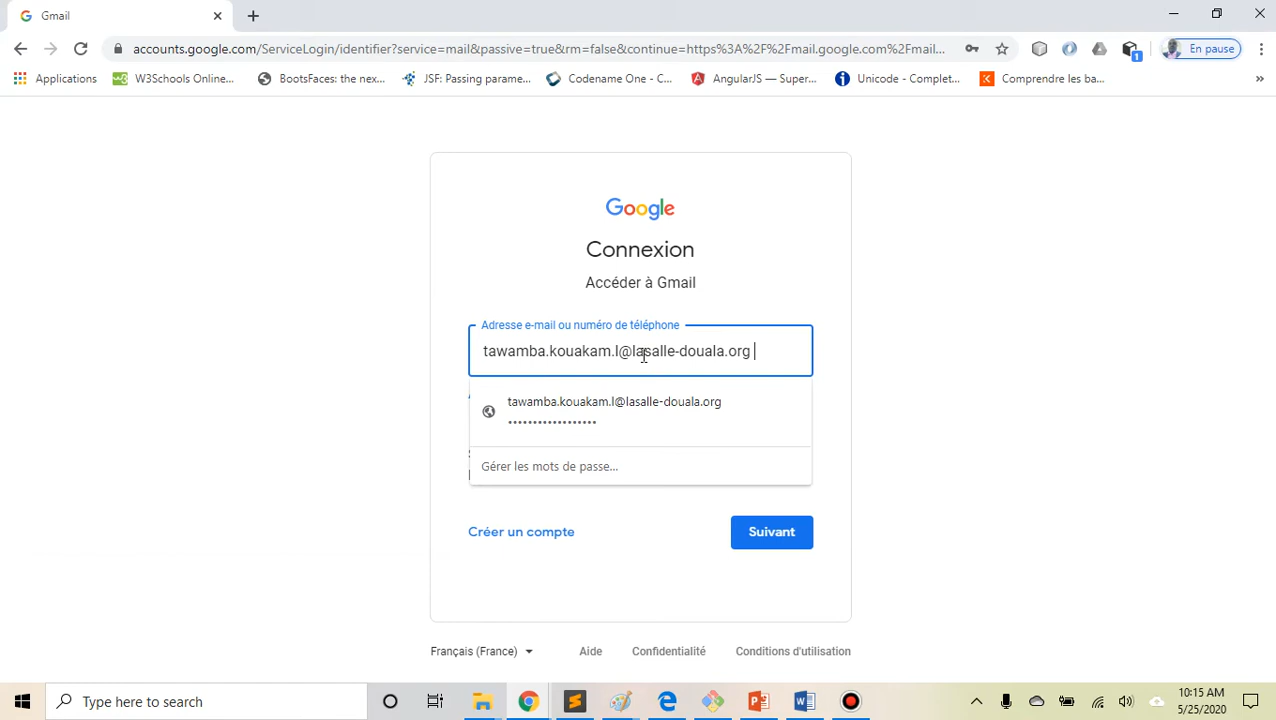 Gmail
accounts.google.com/ServiceLogin/identifier?service=mail&passive=true&rm=false&continue=https%3A%2F%2Fmail.google.com%2Fmail...
En pause
Applications
W3Schools Online...
BootsFaces: the nex...
JSF: Passing parame...
Codename One - C...
AngularJS — Super...
Unicode - Complet...
Comprendre les ba...
»
Google
Connexion
Accéder à Gmail
Adresse e-mail ou numéro de téléphone
tawamba.kouakam.l@lasalle-douala.org
tawamba.kouakam.l@lasalle-douala.org
••••••••••••••••••
Gérer les mots de passe...
Créer un compte
Suivant
Français (France)
Aide
Confidentialité
Conditions d'utilisation
Type here to search
10:15 AM
5/25/2020